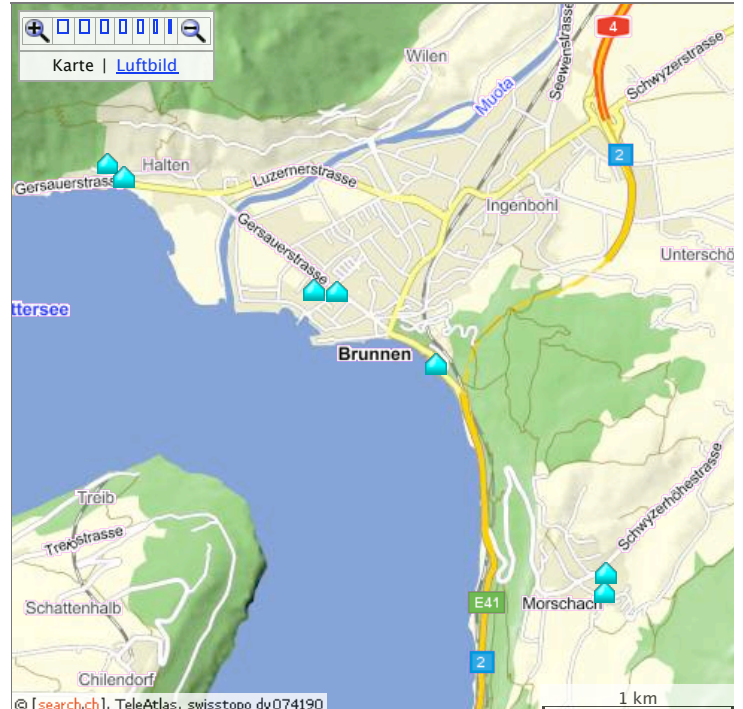 Karte | Luftbild
4
Seewenstrasse
Schwyzerstrasse
Wilen
Muota
2
Halten
Gersauerstrasse
Luzernerstrasse
Ingenbohl
Gersauerstrasse
Unterschö
ttersee
Brunnen
Schwyzerhöhestrasse
Treib
Treibstrasse
Schattenhalb
E41
Morschach
2
Chilendorf
1 km
© [search.ch], TeleAtlas, swisstopo dv074190